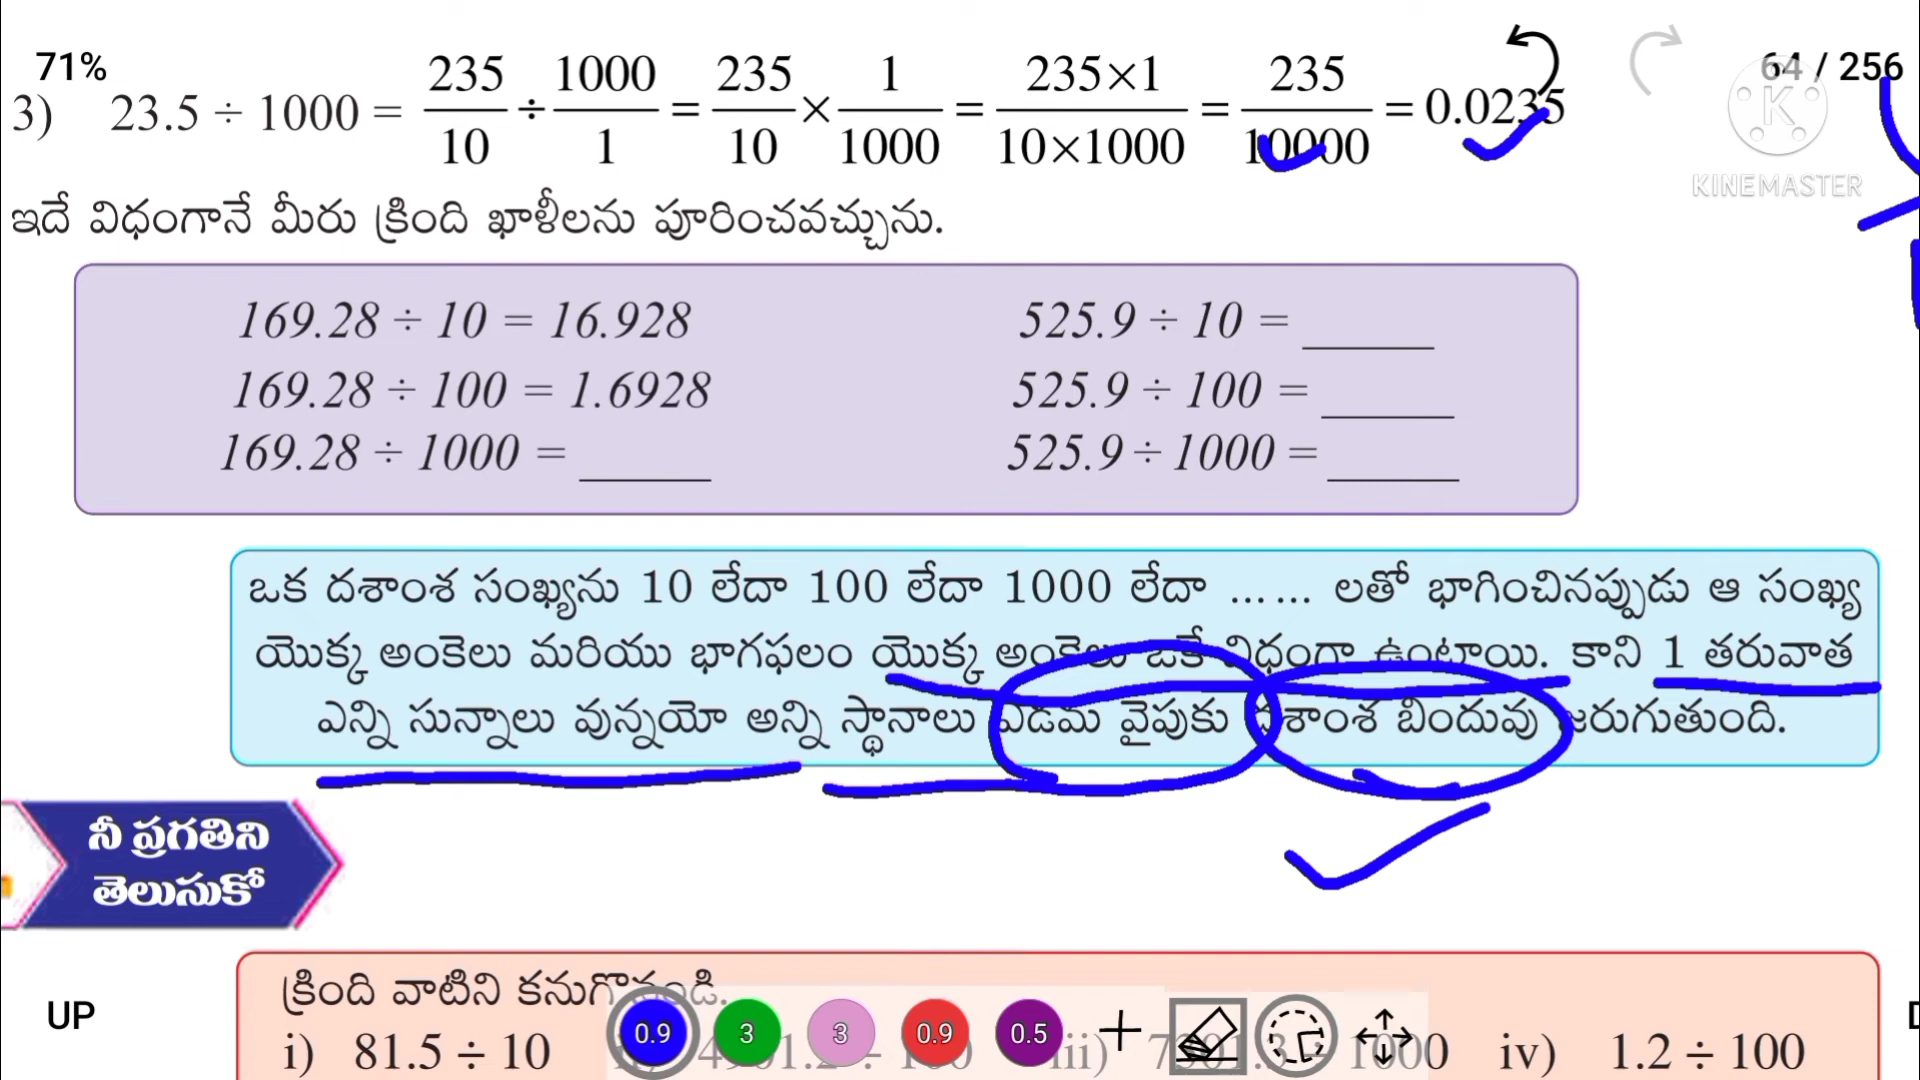 71%
64 / 256
3) 23.5 ÷ 1000 = 235/10 ÷ 1000/1 = 235/10 × 1/1000 = 235×1/10×1000 = 235/10000 = 0.0235
KINEMASTER
ఇదే విధంగానే మీరు క్రింది ఖాళీలను పూరించవచ్చును.
169.28 ÷ 10 = 16.928 525.9 ÷ 10 = ______
169.28 ÷ 100 = 1.6928 525.9 ÷ 100 = ______
169.28 ÷ 1000 = ______ 525.9 ÷ 1000 = ______
ఒక దశాంశ సంఖ్యను 10 లేదా 100 లేదా 1000 లేదా ...... లతో భాగించినప్పుడు ఆ సంఖ్య
యొక్క అంకెలు మరియు భాగఫలం యొక్క అంకెలు ఒకే విధంగా ఉంటాయి. కాని 1 తరువాత
ఎన్ని సున్నాలు వున్నయో అన్ని స్థానాలు ఎడమ వైపుకు దశాంశ బిందువు జరుగుతుంది.
నీ ప్రగతిని
తెలుసుకో
క్రింది వాటిని కనుగొనండి.
UP
0.9 3 3 0.9 0.5
i) 81.5 ÷ 10 iii) 1000 iv) 1.2 ÷ 100